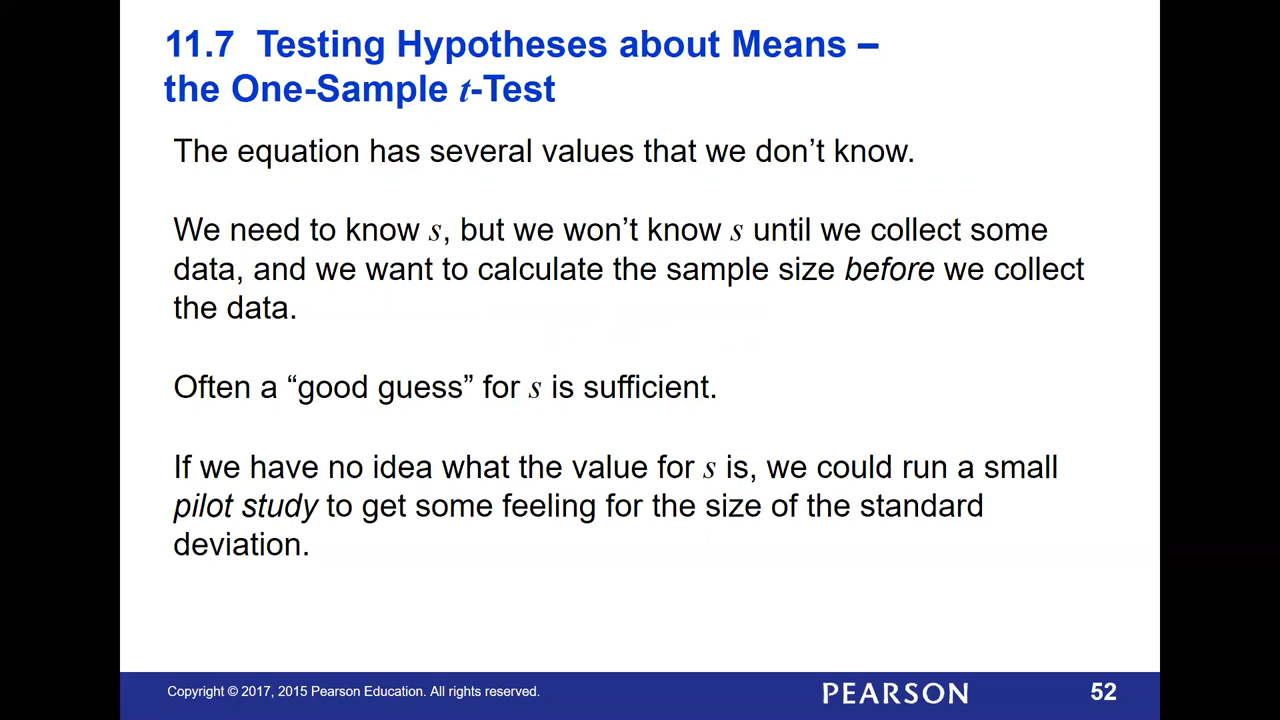 11.7 Testing Hypotheses about Means –
the One-Sample t-Test
The equation has several values that we don’t know.
We need to know s, but we won’t know s until we collect some
data, and we want to calculate the sample size before we collect
the data.
Often a “good guess” for s is sufficient.
If we have no idea what the value for s is, we could run a small
pilot study to get some feeling for the size of the standard
deviation.
Copyright © 2017, 2015 Pearson Education. All rights reserved.
PEARSON
52